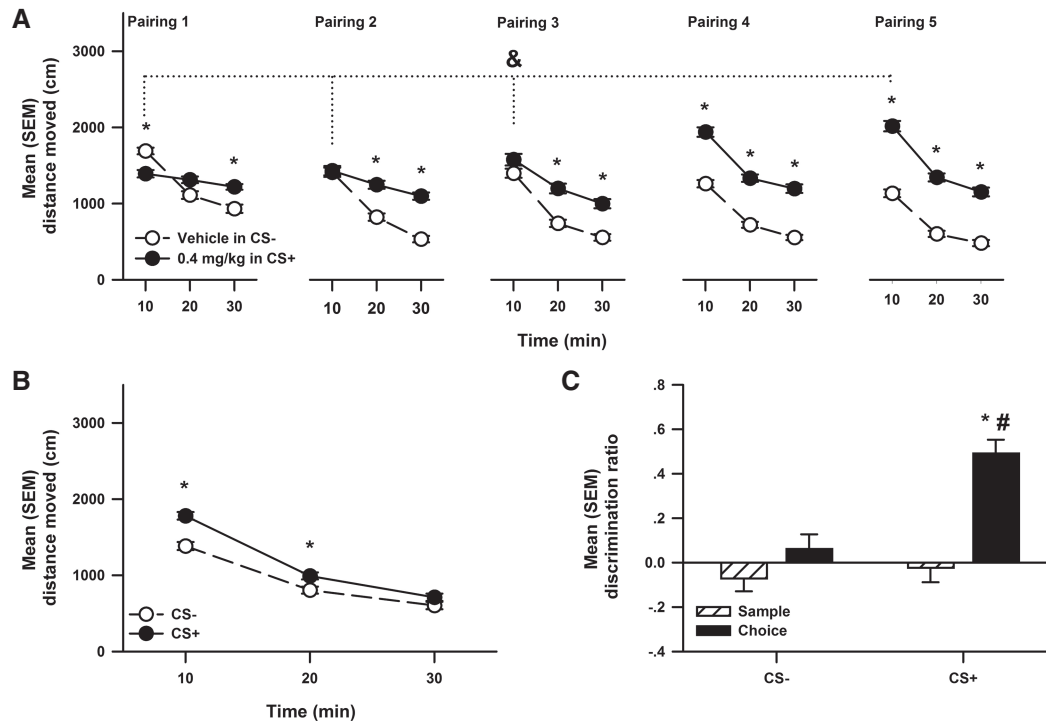 A
Pairing 1 Pairing 2 Pairing 3 Pairing 4 Pairing 5
Mean (SEM)
distance moved (cm)
3000
2000
1000
0
&
* * * * * * * * * * * *
Vehicle in CS-
0.4 mg/kg in CS+
10 20 30 10 20 30 10 20 30 10 20 30 10 20 30
Time (min)
B
Mean (SEM)
distance moved (cm)
3000
2000
1000
0
* *
CS-
CS+
10 20 30
Time (min)
C
Mean (SEM)
discrimination ratio
.8
.6
.4
.2
0.0
-.2
-.4
* #
Sample
Choice
CS- CS+